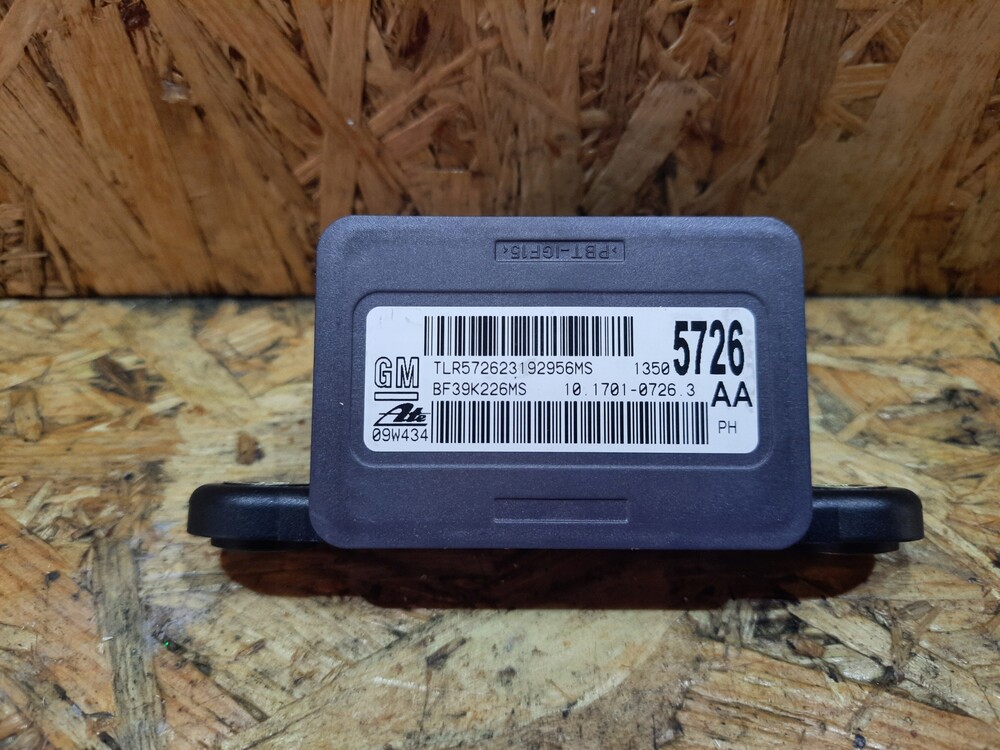 >PBT-IGF15<
TLR572623192956MS 1350 5726
GM
BF39K226MS 10.1701-0726.3 AA
Ate
09W434 PH